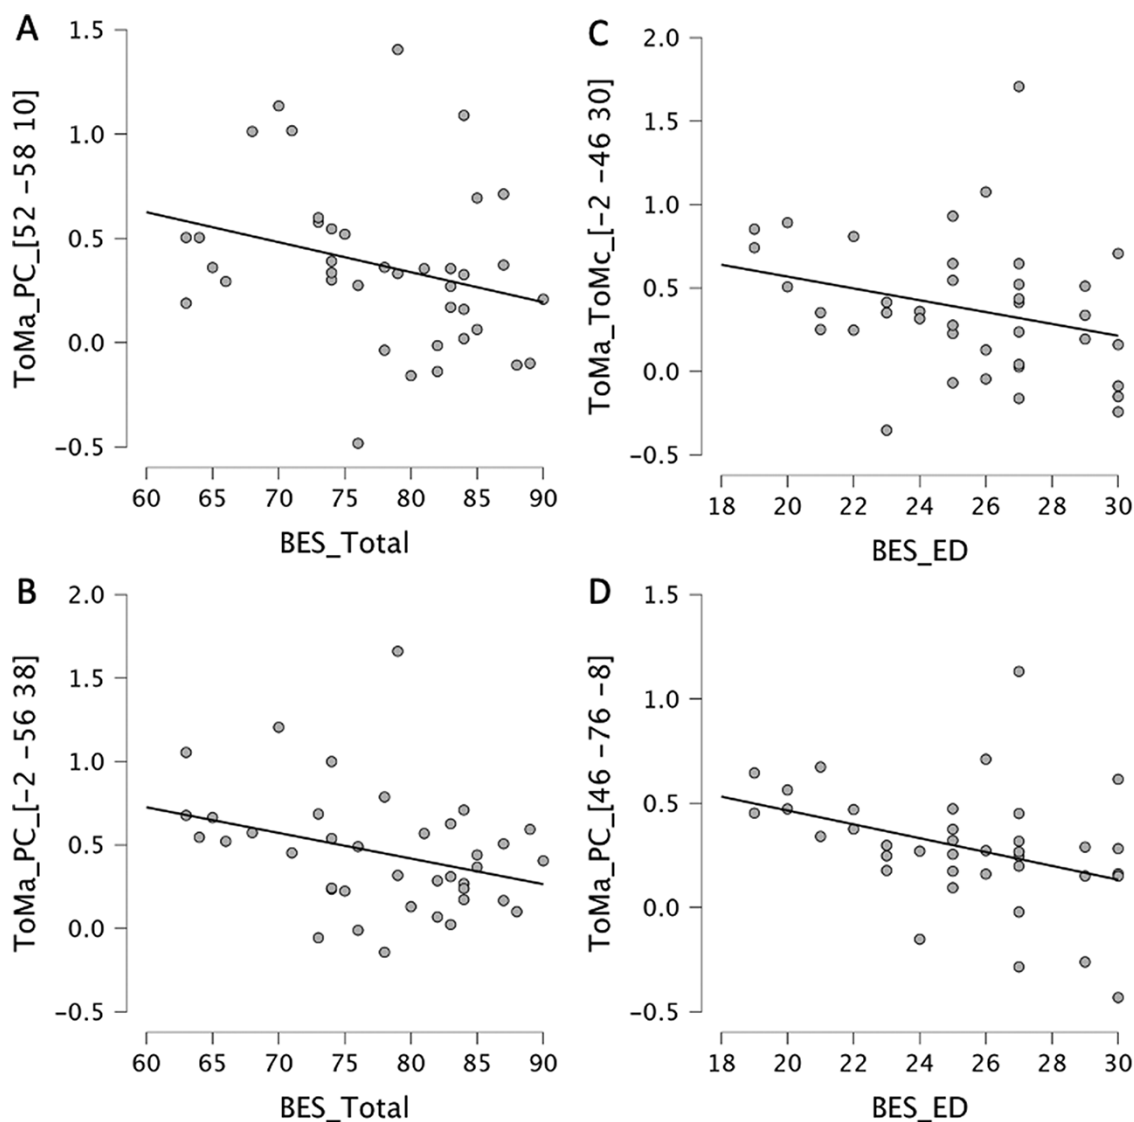 A
ToMa_PC_[52 −58 10]
1.5
1.0
0.5
0.0
−0.5
60 65 70 75 80 85 90
BES_Total
C
ToMa_ToMc_[−2 −46 30]
2.0
1.5
1.0
0.5
0.0
−0.5
18 20 22 24 26 28 30
BES_ED
B
ToMa_PC_[−2 −56 38]
2.0
1.5
1.0
0.5
0.0
−0.5
60 65 70 75 80 85 90
BES_Total
D
ToMa_PC_[46 −76 −8]
1.5
1.0
0.5
0.0
−0.5
18 20 22 24 26 28 30
BES_ED